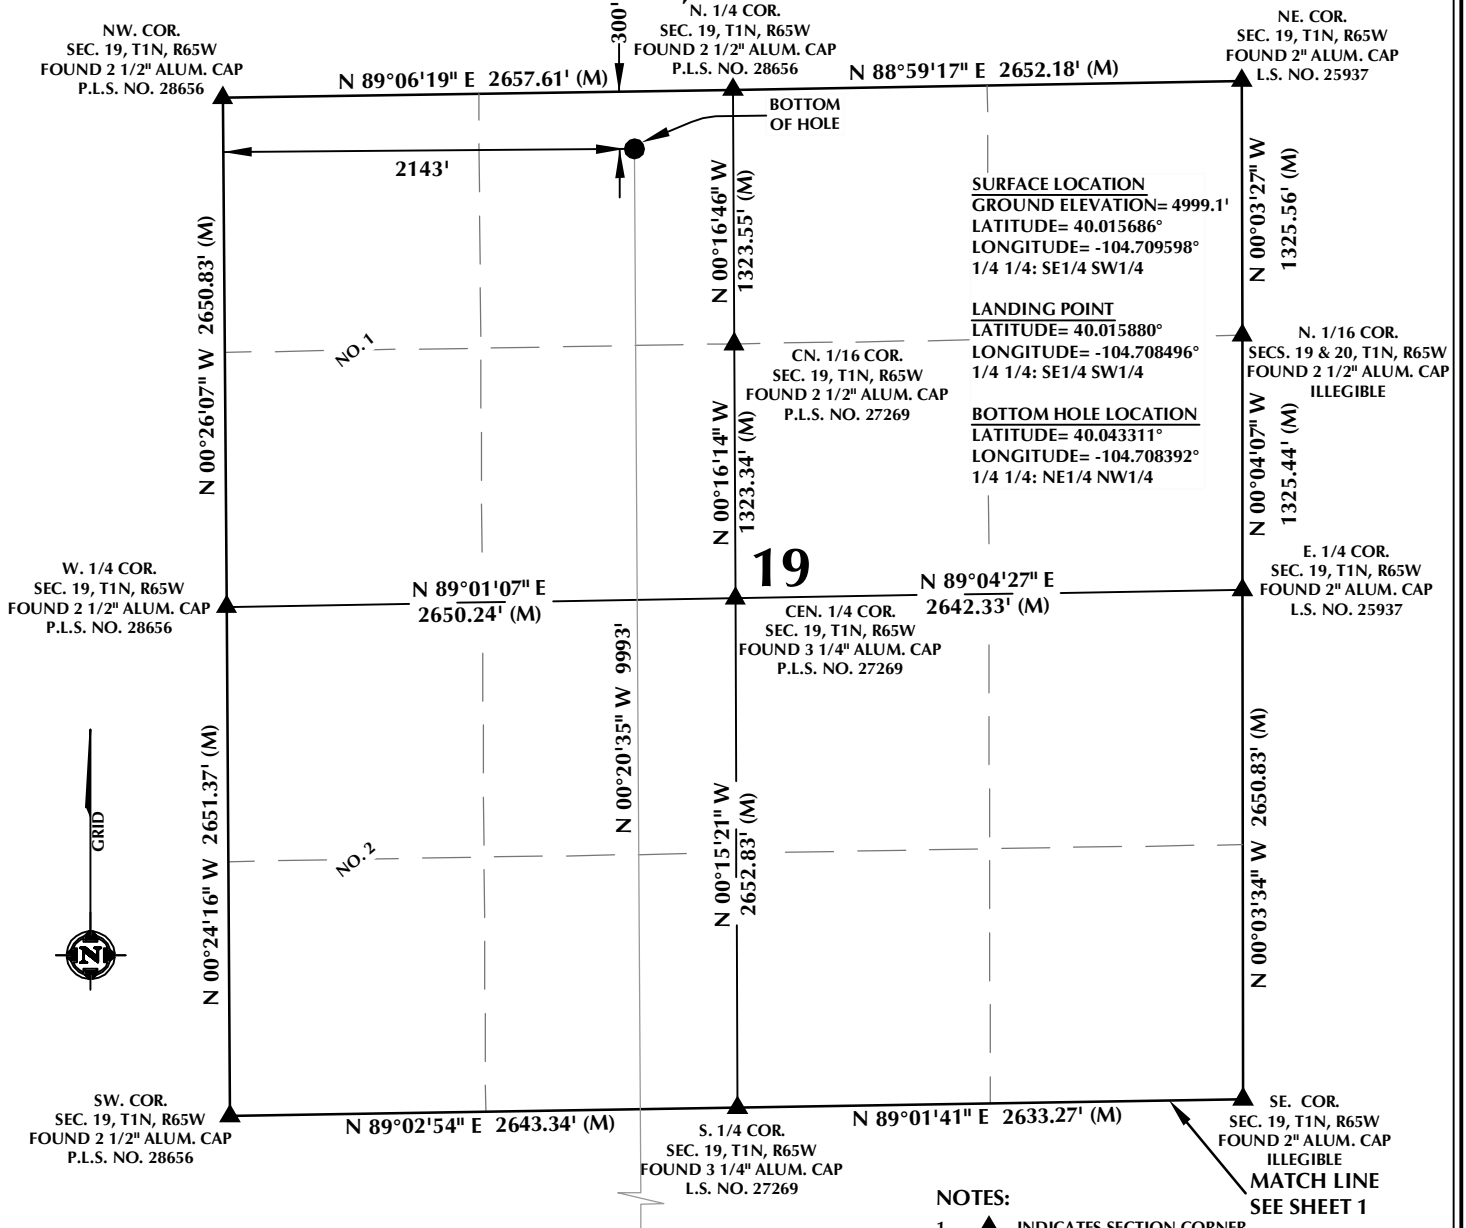 NW. COR.
SEC. 19, T1N, R65W
FOUND 2 1/2" ALUM. CAP
P.L.S. NO. 28656
N 89°06'19" E 2657.61' (M)
300'
N. 1/4 COR.
SEC. 19, T1N, R65W
FOUND 2 1/2" ALUM. CAP
P.L.S. NO. 28656
N 88°59'17" E 2652.18' (M)
NE. COR.
SEC. 19, T1N, R65W
FOUND 2" ALUM. CAP
L.S. NO. 25937
BOTTOM
OF HOLE
2143'
N 00°26'07" W 2650.83' (M)
N 00°16'46" W
1323.55' (M)
SURFACE LOCATION
GROUND ELEVATION= 4999.1'
LATITUDE= 40.015686°
LONGITUDE= -104.709598°
1/4 1/4: SE1/4 SW1/4
LANDING POINT
LATITUDE= 40.015880°
LONGITUDE= -104.708496°
1/4 1/4: SE1/4 SW1/4
BOTTOM HOLE LOCATION
LATITUDE= 40.043311°
LONGITUDE= -104.708392°
1/4 1/4: NE1/4 NW1/4
N 00°03'27" W
1325.56' (M)
NO. 1
CN. 1/16 COR.
SEC. 19, T1N, R65W
FOUND 2 1/2" ALUM. CAP
P.L.S. NO. 27269
N. 1/16 COR.
SECS. 19 & 20, T1N, R65W
FOUND 2 1/2" ALUM. CAP
ILLEGIBLE
N 00°16'14" W
1323.34' (M)
N 00°04'07" W
1325.44' (M)
W. 1/4 COR.
SEC. 19, T1N, R65W
FOUND 2 1/2" ALUM. CAP
P.L.S. NO. 28656
N 89°01'07" E
2650.24' (M)
19
N 89°04'27" E
2642.33' (M)
E. 1/4 COR.
SEC. 19, T1N, R65W
FOUND 2" ALUM. CAP
L.S. NO. 25937
CEN. 1/4 COR.
SEC. 19, T1N, R65W
FOUND 3 1/4" ALUM. CAP
P.L.S. NO. 27269
N 00°20'35" W 9993'
GRID
N
N 00°24'16" W 2651.37' (M)
NO. 2
N 00°15'21" W
2652.83' (M)
N 00°03'34" W 2650.83' (M)
SW. COR.
SEC. 19, T1N, R65W
FOUND 2 1/2" ALUM. CAP
P.L.S. NO. 28656
N 89°02'54" E 2643.34' (M)
S. 1/4 COR.
SEC. 19, T1N, R65W
FOUND 3 1/4" ALUM. CAP
L.S. NO. 27269
N 89°01'41" E 2633.27' (M)
SE. COR.
SEC. 19, T1N, R65W
FOUND 2" ALUM. CAP
ILLEGIBLE
MATCH LINE
SEE SHEET 1
NOTES:
1. INDICATES SECTION CORNER